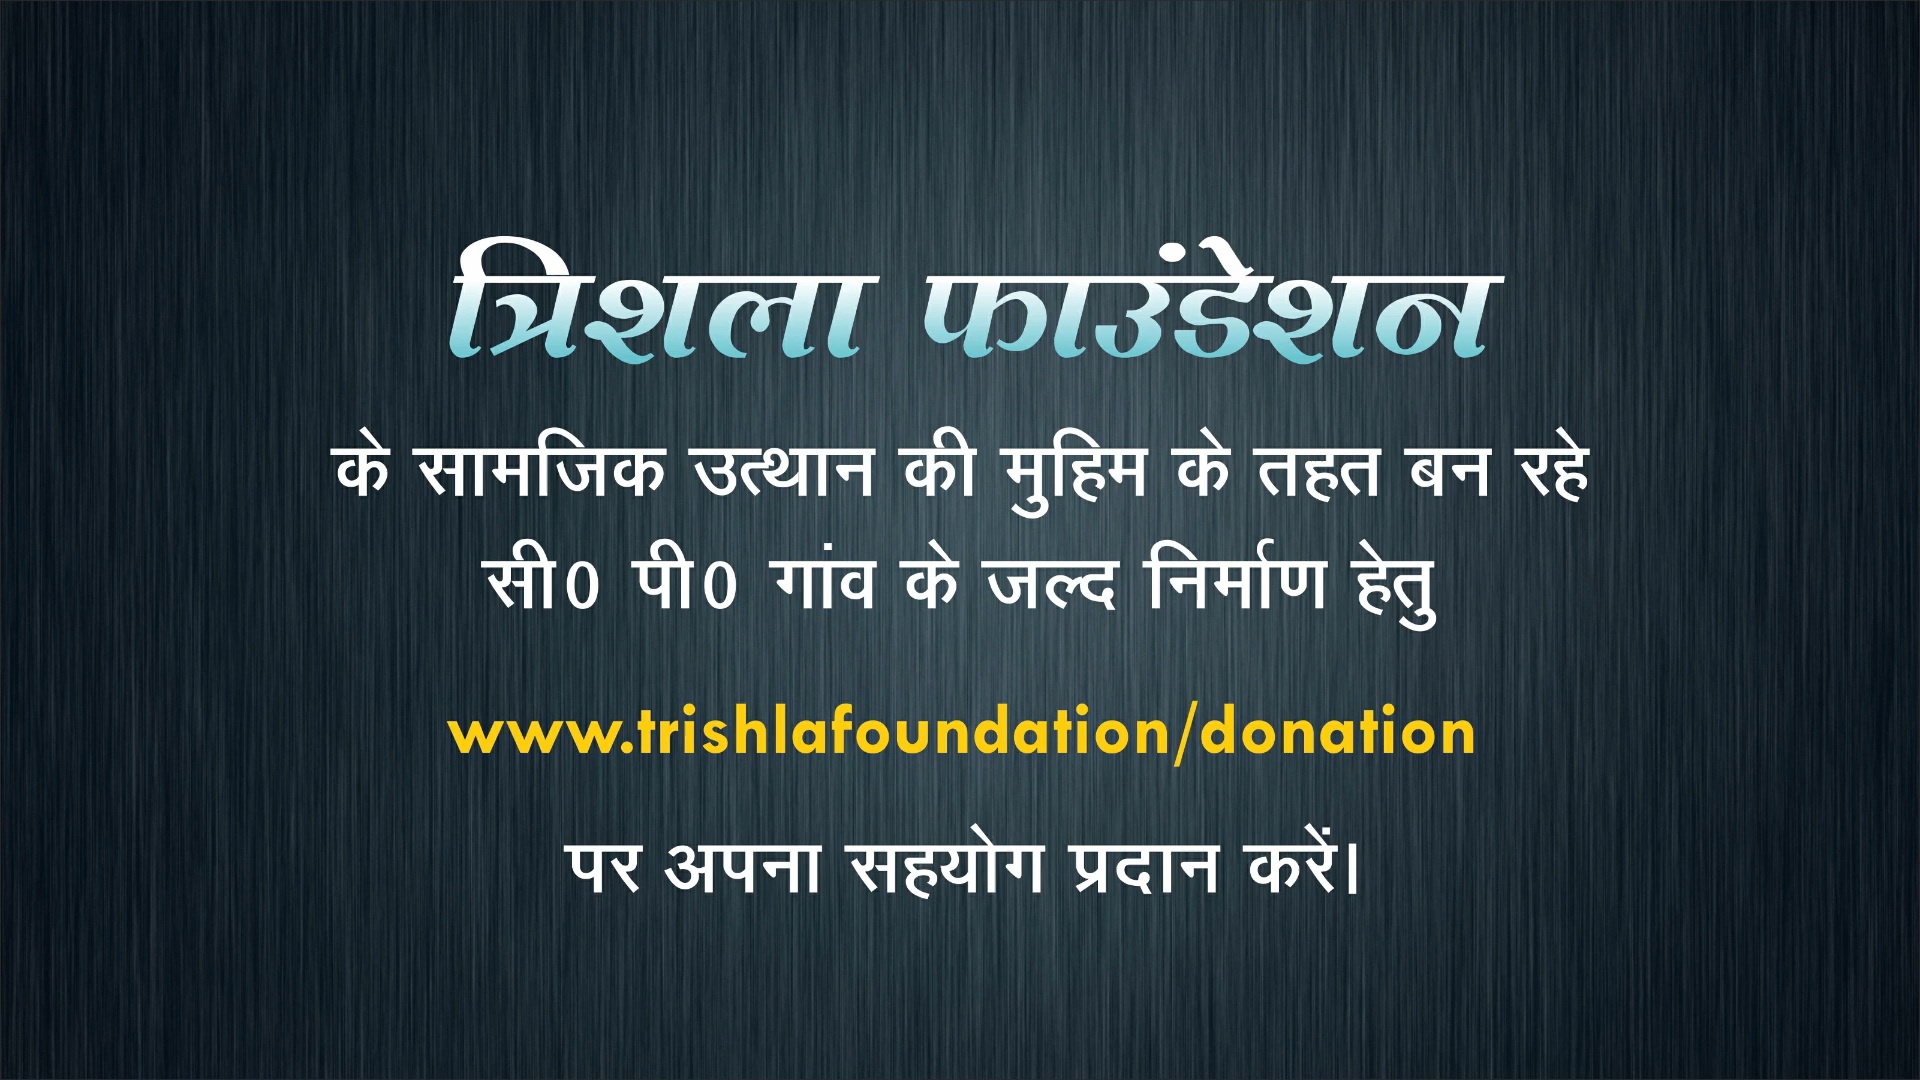 त्रिशला फाउंडेशन
के सामजिक उत्थान की मुहिम के तहत बन रहे
सी0 पी0 गांव के जल्द निर्माण हेतु
www.trishlafoundation/donation
पर अपना सहयोग प्रदान करें।